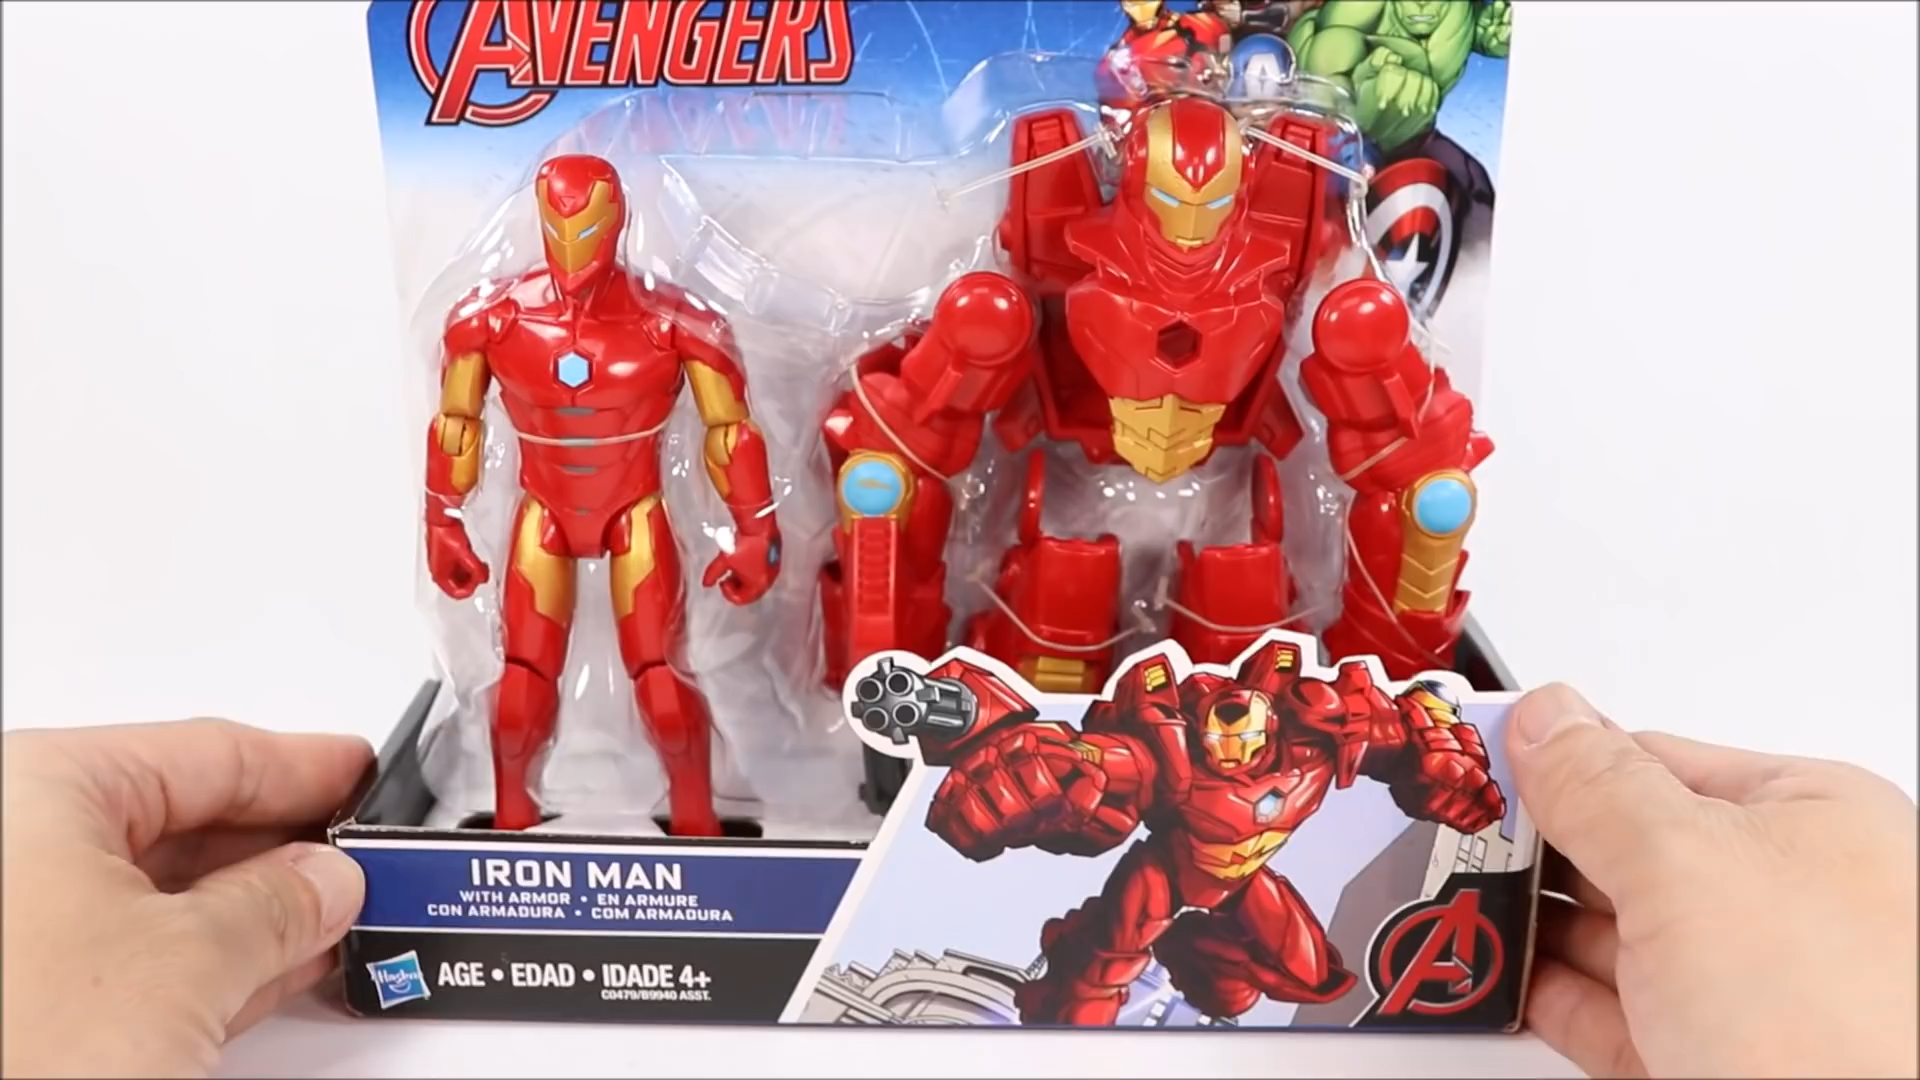 AVENGERS
IRON MAN
WITH ARMOR • EN ARMURE
CON ARMADURA • COM ARMADURA
Hasbro
AGE • EDAD • IDADE 4+
C0479/B9940 ASST.